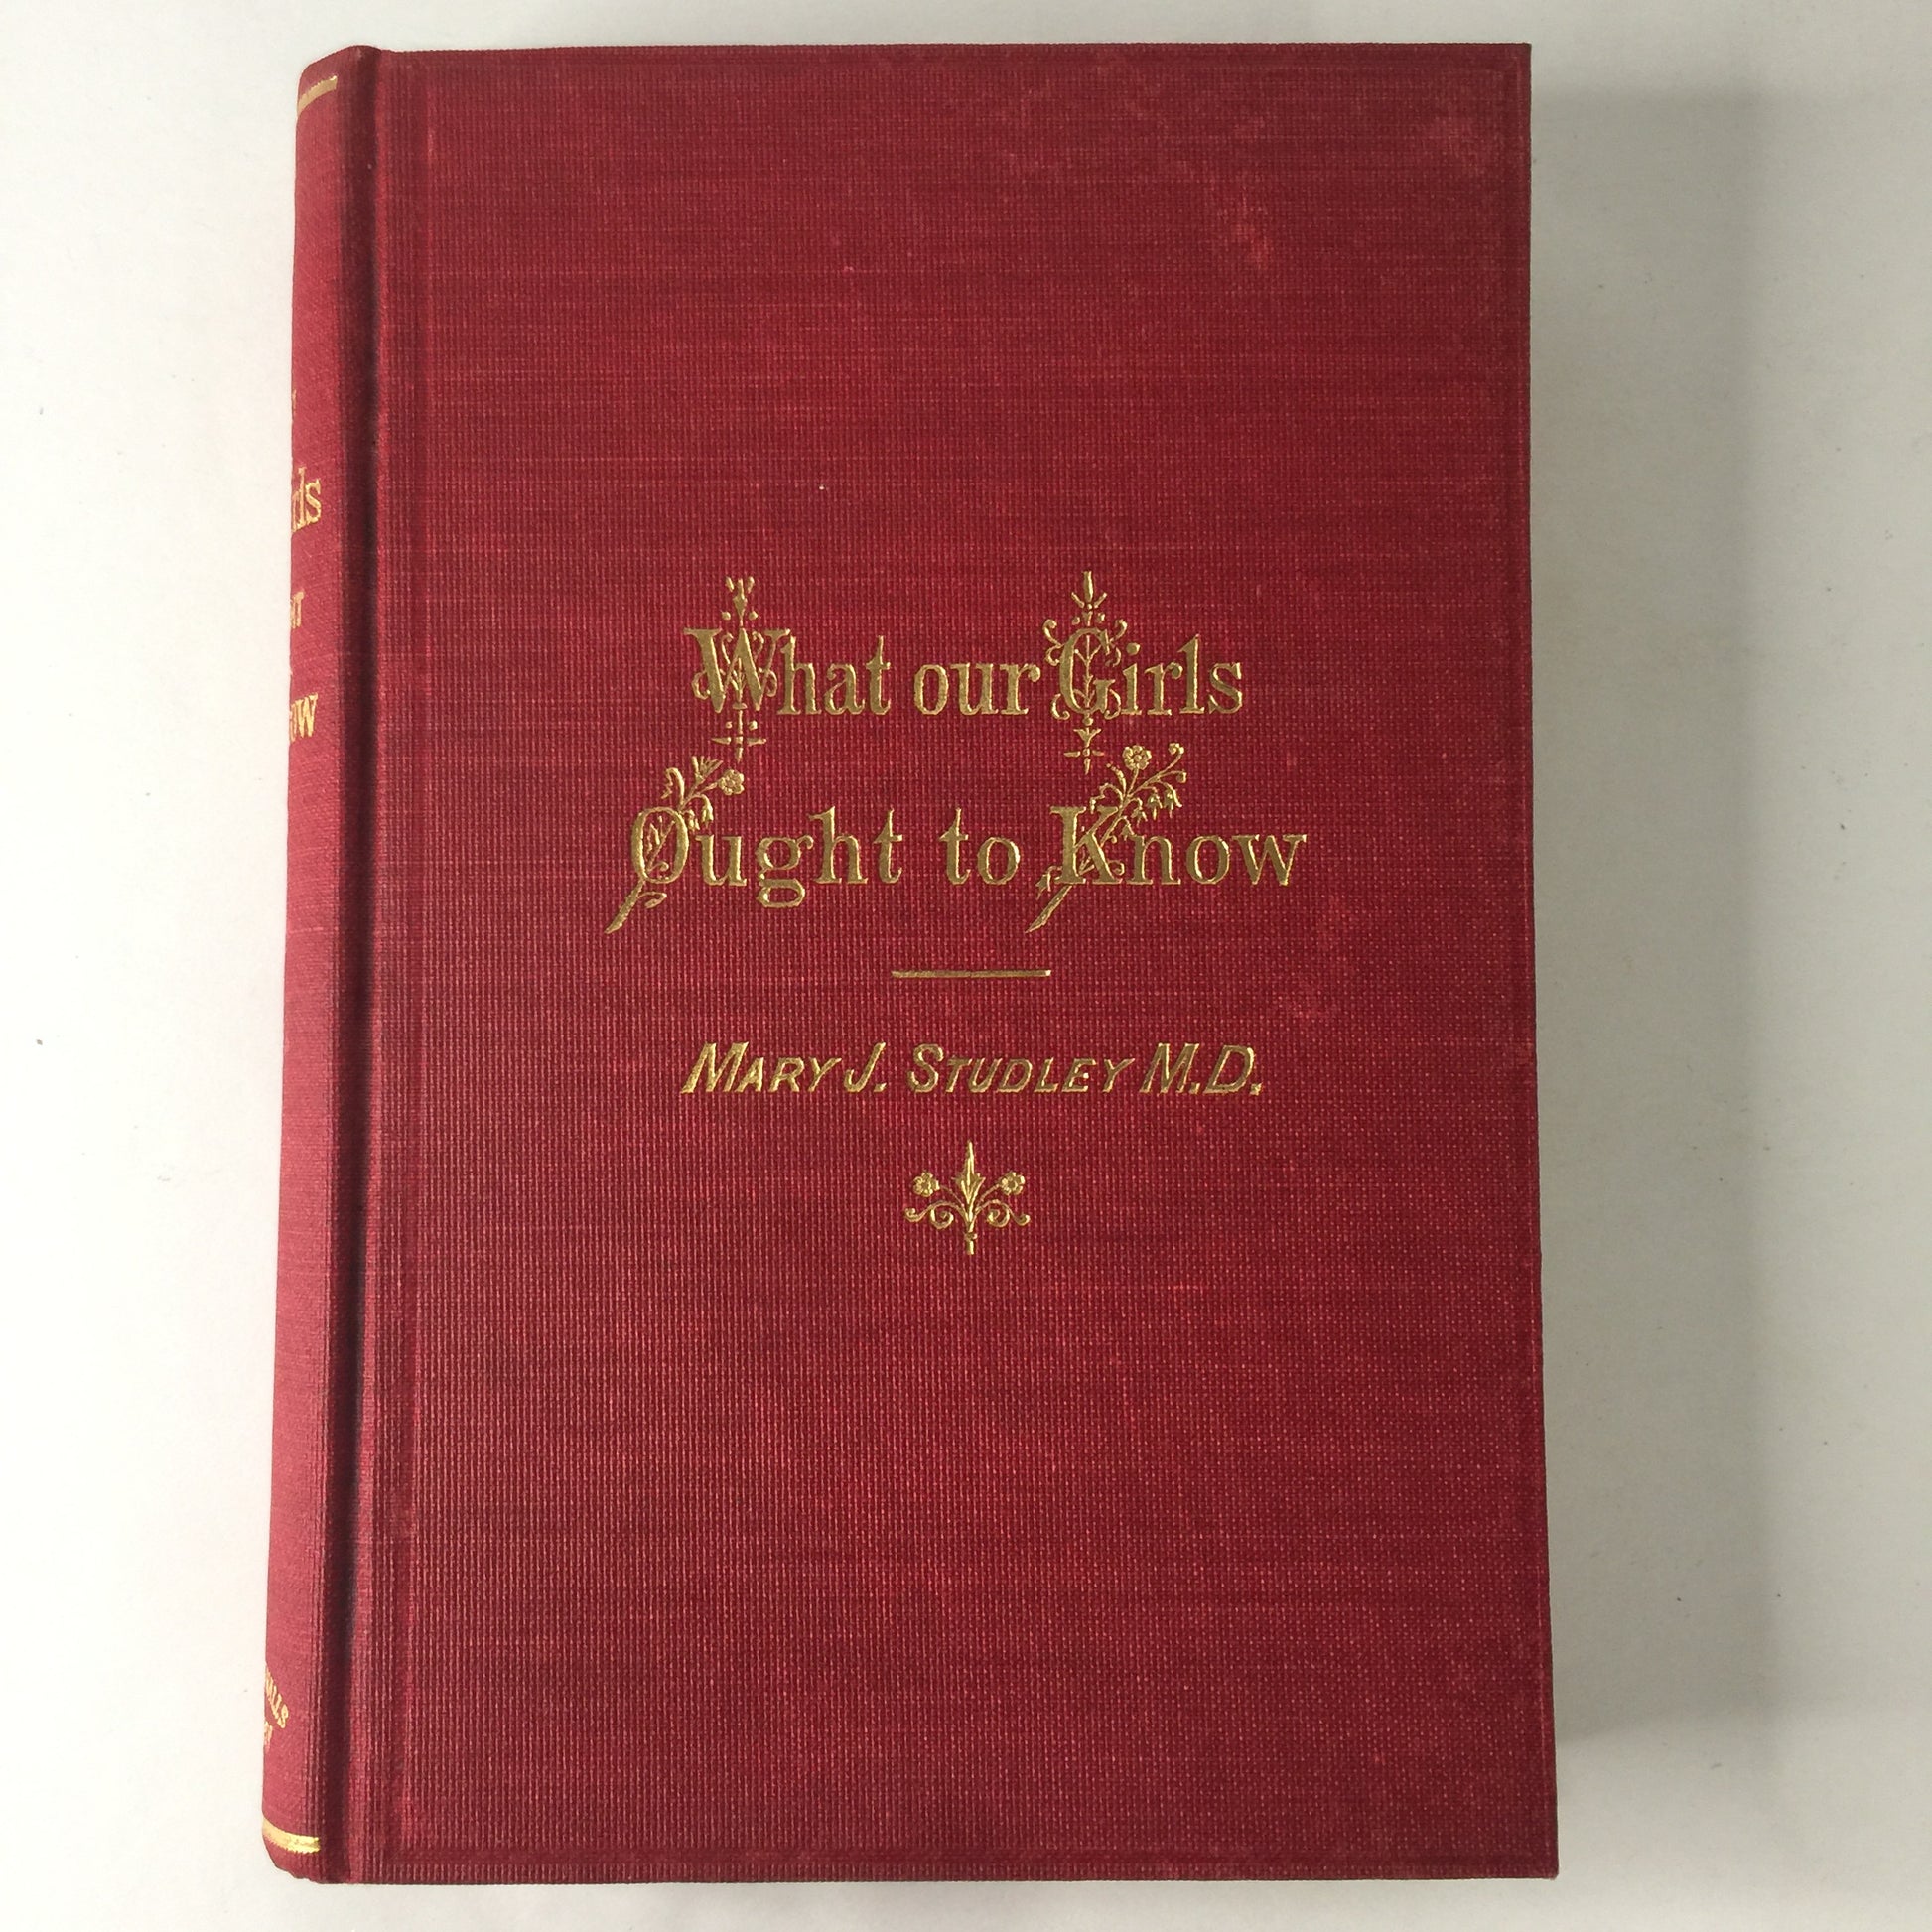 What our Girls
Ought to Know
MARY J. STUDLEY M.D.